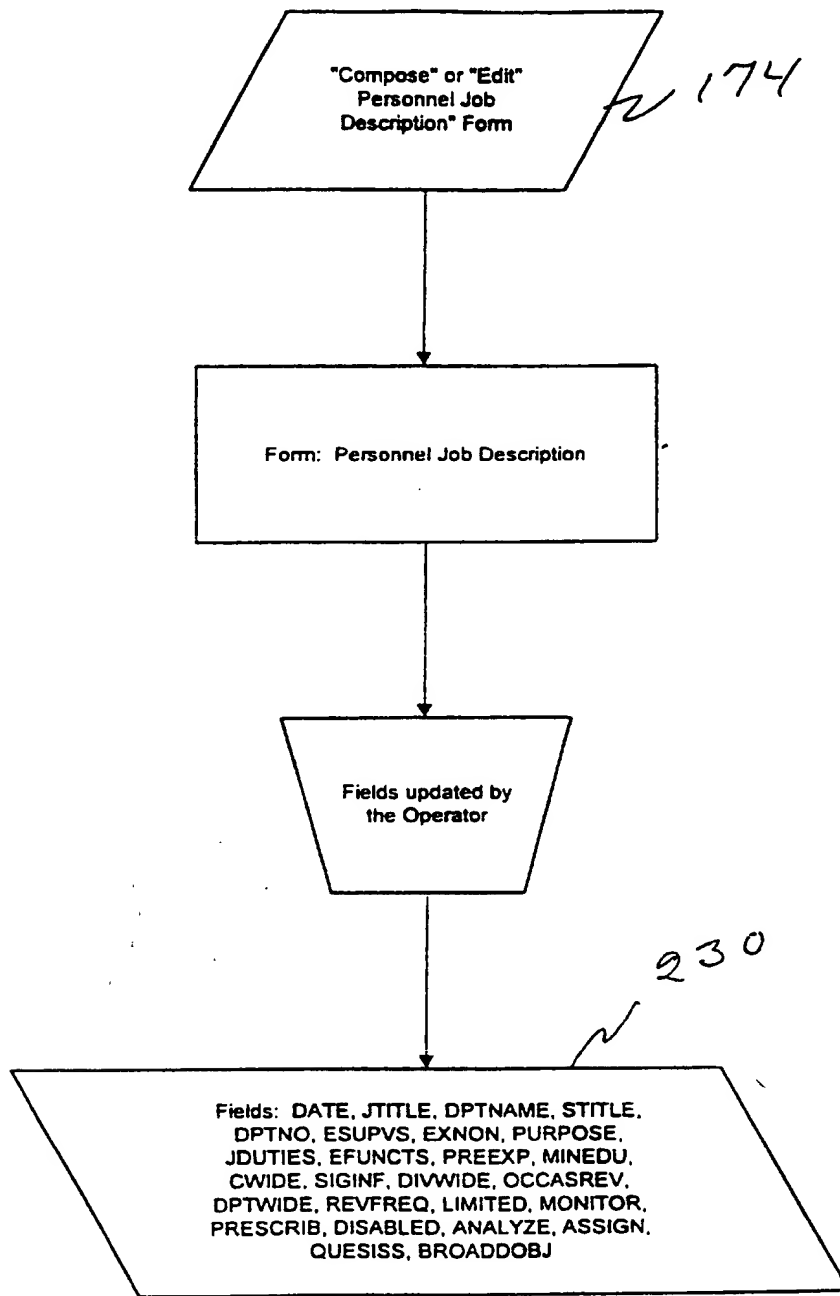 "Compose" or "Edit"
Personnel Job
Description" Form
174
Form: Personnel Job Description
Fields updated by
the Operator
230
Fields: DATE, JTITLE, DPTNAME, STITLE,
DPTNO, ESUPVS, EXNON, PURPOSE,
JDUTIES, EFUNCTS, PREEXP, MINEDU,
CWIDE, SIGINF, DIVWIDE, OCCASREV,
DPTWIDE, REVFREQ, LIMITED, MONITOR,
PRESCRIB, DISABLED, ANALYZE, ASSIGN,
QUESISS, BROADDOBJ